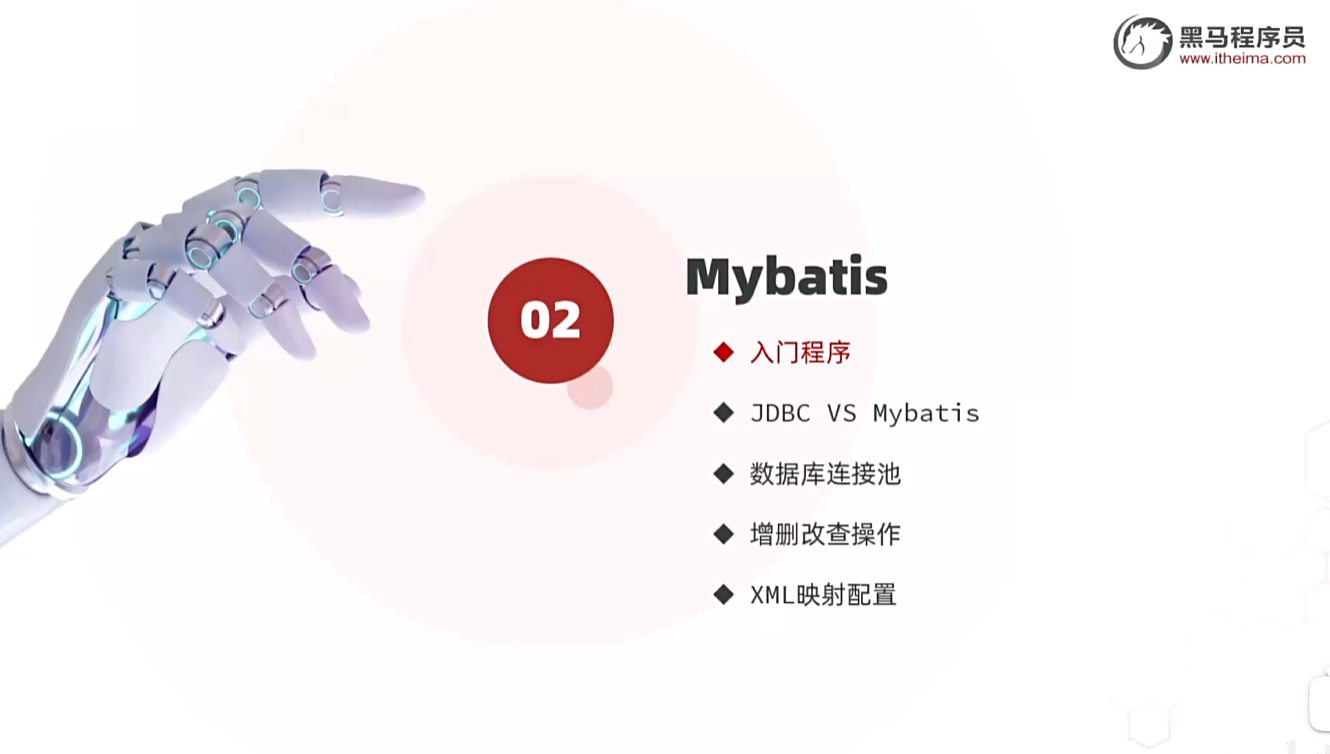 黑马程序员
www.itheima.com
02
Mybatis
入门程序
JDBC VS Mybatis
数据库连接池
增删改查操作
XML映射配置